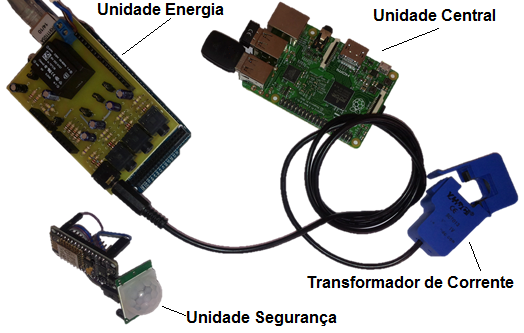 Unidade Energia
Unidade Central
Transformador de Corrente
Unidade Segurança